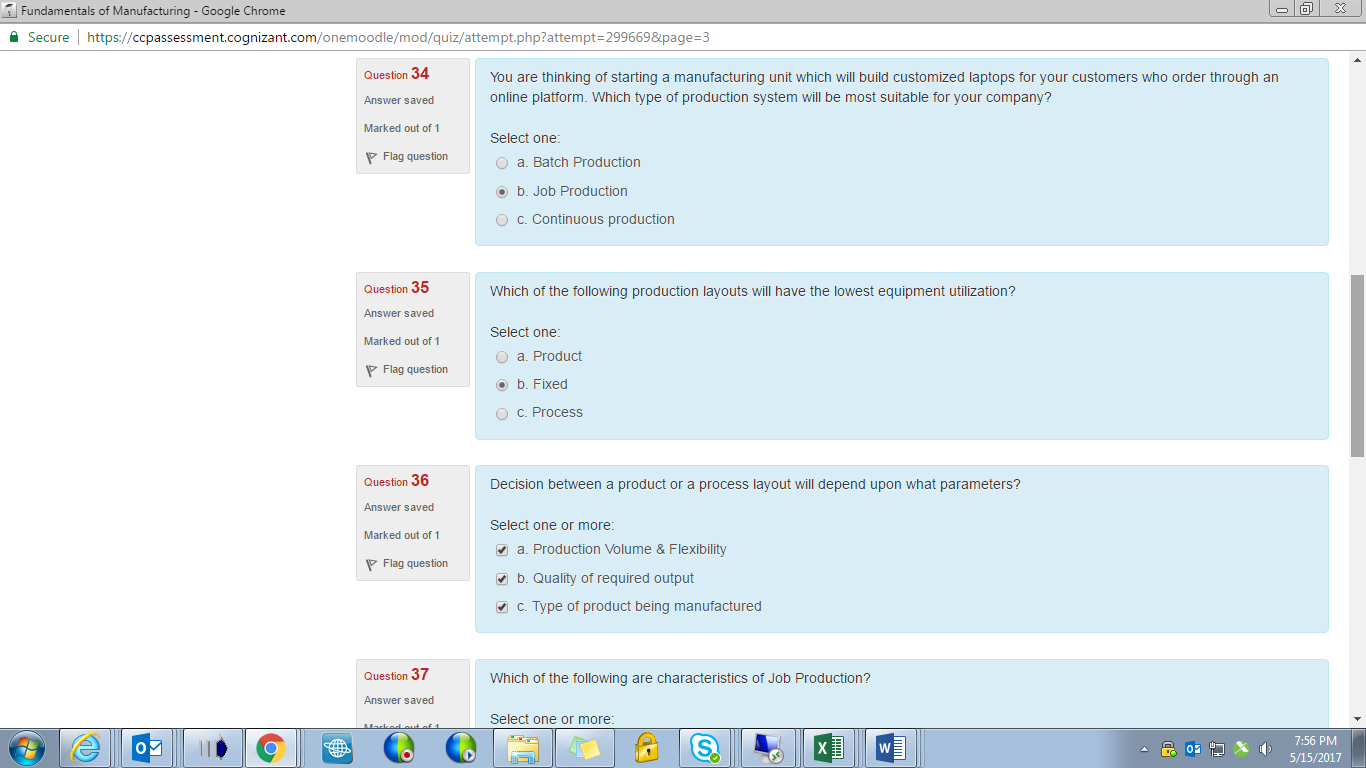 Fundamentals of Manufacturing - Google Chrome
Secure https://ccpassessment.cognizant.com/onemoodle/mod/quiz/attempt.php?attempt=299669&page=3
Question 34
Answer saved
Marked out of 1
Flag question
You are thinking of starting a manufacturing unit which will build customized laptops for your customers who order through an
online platform. Which type of production system will be most suitable for your company?
Select one:
a. Batch Production
b. Job Production
c. Continuous production
Question 35
Answer saved
Marked out of 1
Flag question
Which of the following production layouts will have the lowest equipment utilization?
Select one:
a. Product
b. Fixed
c. Process
Question 36
Answer saved
Marked out of 1
Flag question
Decision between a product or a process layout will depend upon what parameters?
Select one or more:
a. Production Volume & Flexibility
b. Quality of required output
c. Type of product being manufactured
Question 37
Answer saved
Marked out of 1
Which of the following are characteristics of Job Production?
Select one or more:
7:56 PM
5/15/2017